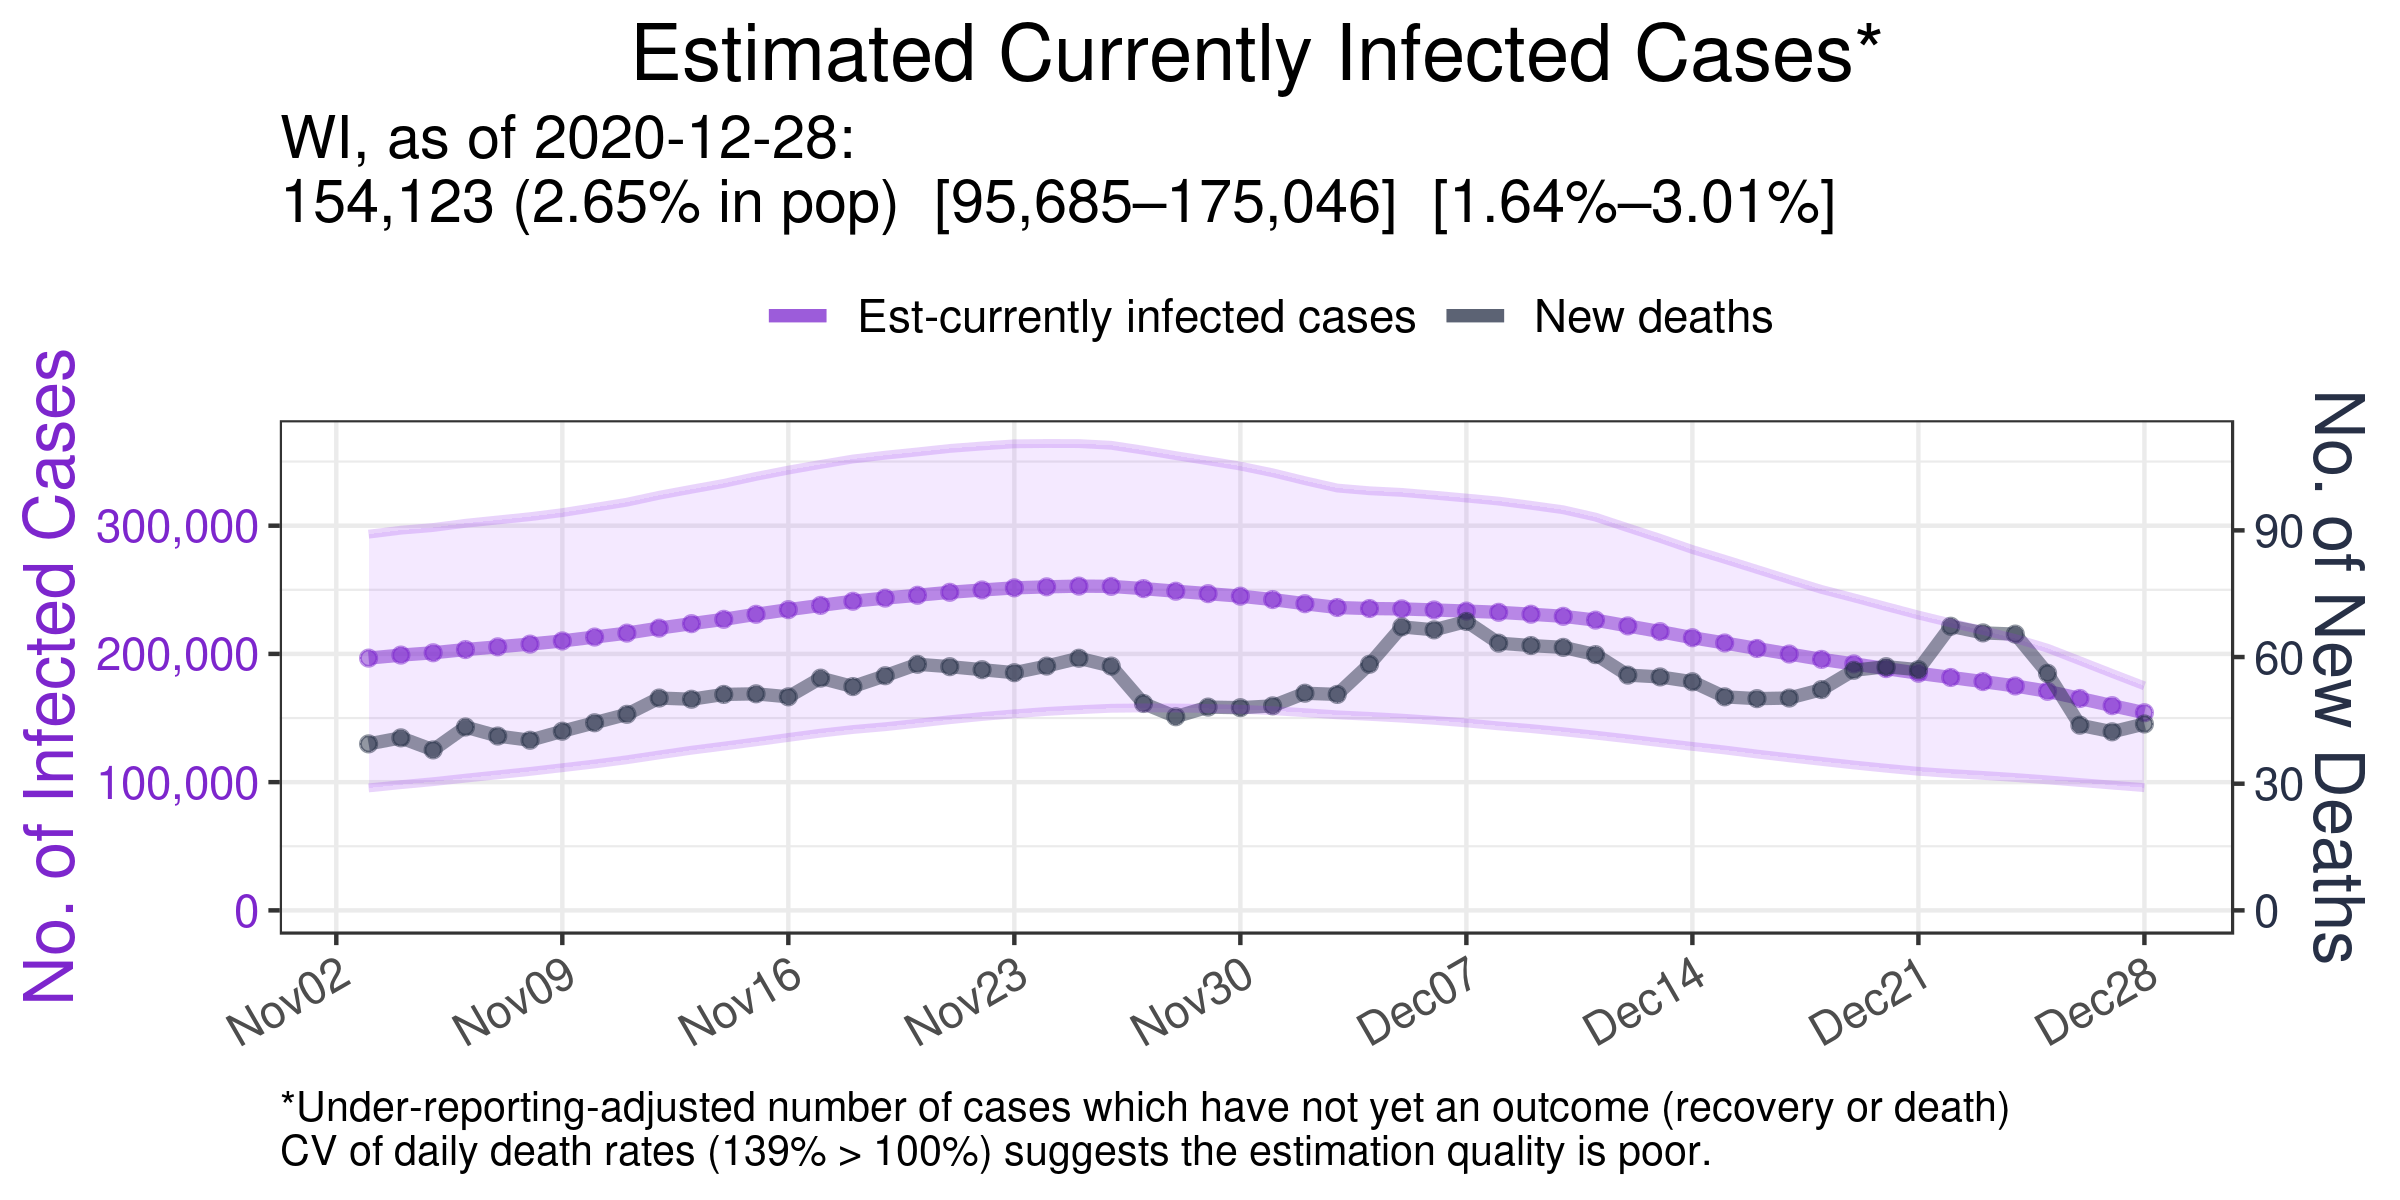 Estimated Currently Infected Cases*
WI, as of 2020-12-28:
154,123 (2.65% in pop)  [95,685–175,046]  [1.64%–3.01%]
Est-currently infected cases
New deaths
No. of Infected Cases
300,000
200,000
100,000
0
No. of New Deaths
90
60
30
0
Nov02
Nov09
Nov16
Nov23
Nov30
Dec07
Dec14
Dec21
Dec28
*Under-reporting-adjusted number of cases which have not yet an outcome (recovery or death)
CV of daily death rates (139% > 100%) suggests the estimation quality is poor.